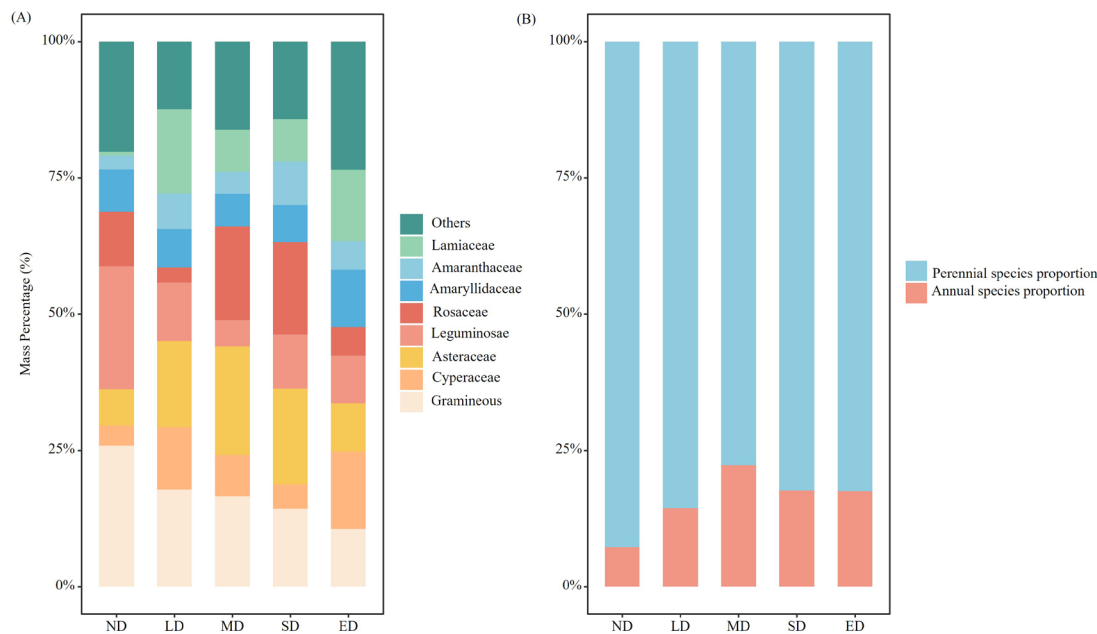 (A)
100%
75%
50%
25%
0%
Mass Percentage (%)
ND LD MD SD ED
Others
Lamiaceae
Amaranthaceae
Amaryllidaceae
Rosaceae
Leguminosae
Asteraceae
Cyperaceae
Gramineous
(B)
100%
75%
50%
25%
0%
ND LD MD SD ED
Perennial species proportion
Annual species proportion